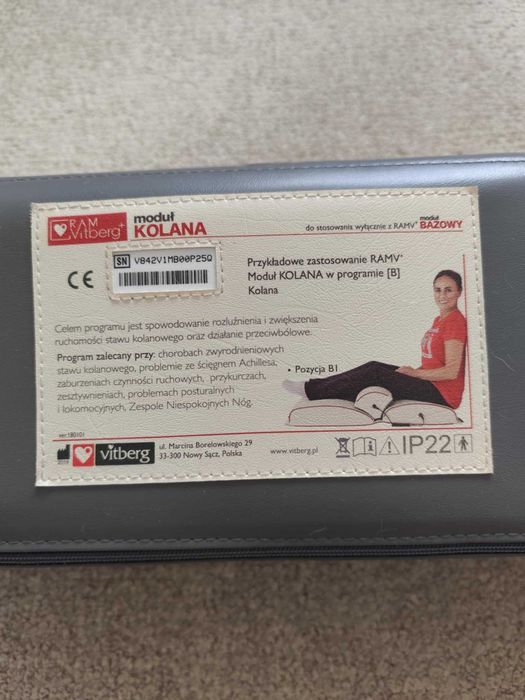 RAM
Vitberg+
moduł
KOLANA
do stosowania wyłącznie z RAMV+ moduł BAZOWY
SN V042V1MB00P25Q
CE
Przykładowe zastosowanie RAMV+
Moduł KOLANA w programie [B]
Kolana
Celem programu jest spowodowanie rozluźnienia i zwiększenia
ruchomości stawu kolanowego oraz działanie przeciwbólowe.
Program zalecany przy: chorobach zwyrodnieniowych
stawu kolanowego, problemie ze ścięgnem Achillesa,
zaburzeniach czynności ruchowych, przykurczach,
zesztywnieniach, problemach posturalnych
i lokomocyjnych, Zespole Niespokojnych Nóg.
• Pozycja B1
ver.180101
vitberg
ul. Marcina Borelowskiego 29
33-300 Nowy Sącz, Polska
www.vitberg.pl
IP22